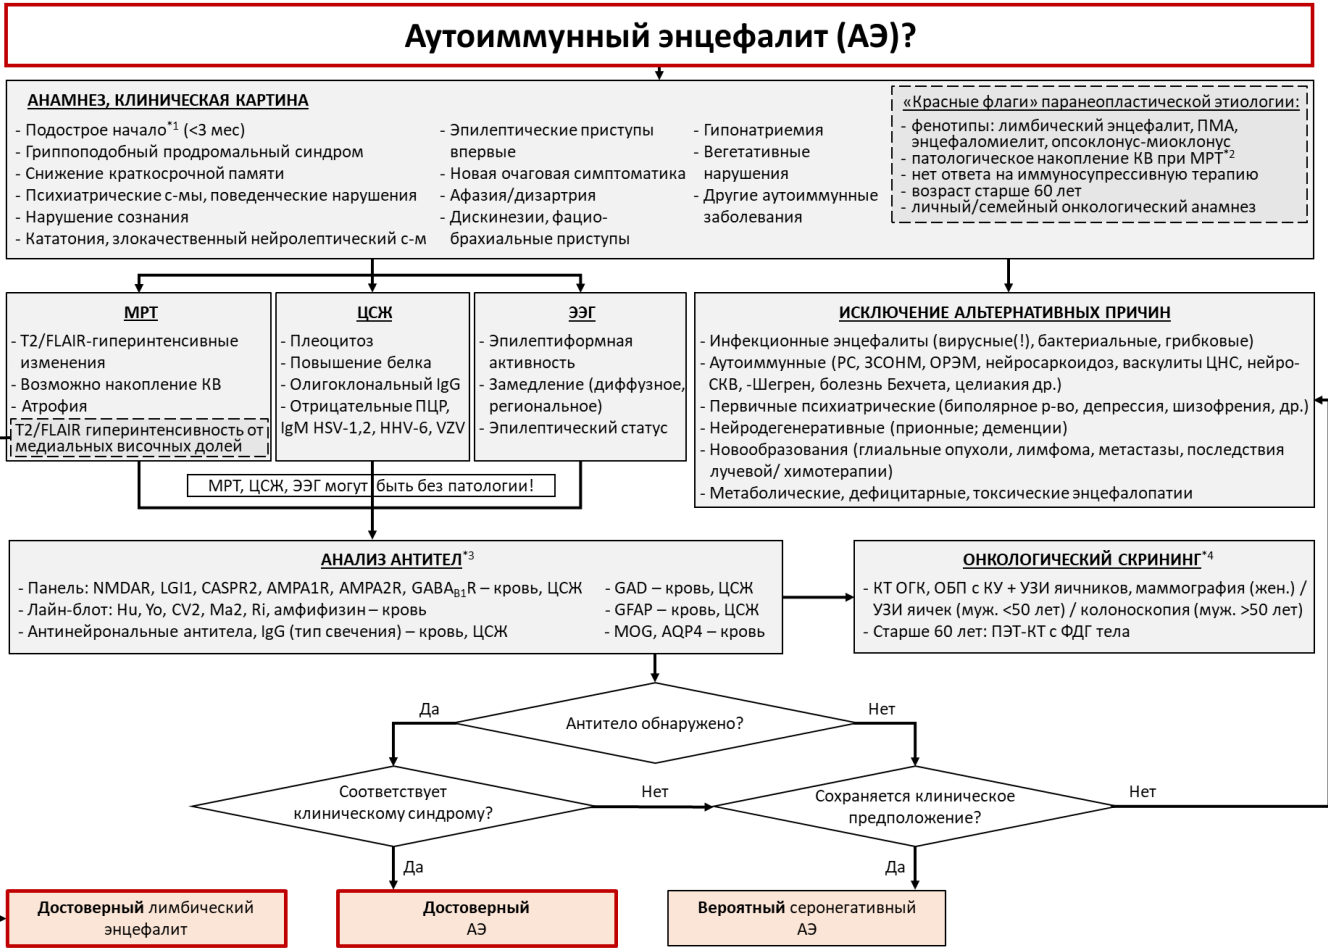 Аутоиммунный энцефалит (АЭ)?
АНАМНЕЗ, КЛИНИЧЕСКАЯ КАРТИНА
- Подострое начало*1 (<3 мес)
- Гриппоподобный продромальный синдром
- Снижение краткосрочной памяти
- Психиатрические с-мы, поведенческие нарушения
- Нарушение сознания
- Кататония, злокачественный нейролептический с-м
- Эпилептические приступы
впервые
- Новая очаговая симптоматика
- Афазия/дизартрия
- Дискинезии, фацио-
брахиальные приступы
- Гипонатриемия
- Вегетативные
нарушения
- Другие аутоиммунные
заболевания
«Красные флаги» паранеопластической этиологии:
- фенотипы: лимбический энцефалит, ПМА,
энцефаломиелит, опсоклонус-миоклонус
- патологическое накопление КВ при МРТ*2
- нет ответа на иммуносупрессивную терапию
- возраст старше 60 лет
- личный/семейный онкологический анамнез
МРТ
- T2/FLAIR-гиперинтенсивные
изменения
- Возможно накопление КВ
- Атрофия
T2/FLAIR гиперинтенсивность от
медиальных височных долей
ЦСЖ
- Плеоцитоз
- Повышение белка
- Олигоклональный IgG
- Отрицательные ПЦР,
IgM HSV-1,2, HHV-6, VZV
ЭЭГ
- Эпилептиформная
активность
- Замедление (диффузное,
региональное)
- Эпилептический статус
МРТ, ЦСЖ, ЭЭГ могут быть без патологии!
ИСКЛЮЧЕНИЕ АЛЬТЕРНАТИВНЫХ ПРИЧИН
- Инфекционные энцефалиты (вирусные(!), бактериальные, грибковые)
- Аутоиммунные (РС, ЗСОНМ, ОРЭМ, нейросаркоидоз, васкулиты ЦНС, нейро-
СКВ, -Шегрен, болезнь Бехчета, целиакия др.)
- Первичные психиатрические (биполярное р-во, депрессия, шизофрения, др.)
- Нейродегенеративные (прионные; деменции)
- Новообразования (глиальные опухоли, лимфома, метастазы, последствия
лучевой/ химотерапии)
- Метаболические, дефицитарные, токсические энцефалопатии
АНАЛИЗ АНТИТЕЛ*3
- Панель: NMDAR, LGI1, CASPR2, AMPA1R, AMPA2R, GABAB1R – кровь, ЦСЖ
- Лайн-блот: Hu, Yo, CV2, Ma2, Ri, амфифизин – кровь
- Антинейрональные антитела, IgG (тип свечения) – кровь, ЦСЖ
- GAD – кровь, ЦСЖ
- GFAP – кровь, ЦСЖ
- MOG, AQP4 – кровь
ОНКОЛОГИЧЕСКИЙ СКРИНИНГ*4
- КТ ОГК, ОБП с КУ + УЗИ яичников, маммография (жен.) /
УЗИ яичек (муж. <50 лет) / колоноскопия (муж. >50 лет)
- Старше 60 лет: ПЭТ-КТ с ФДГ тела
Антитело обнаружено?
Да
Нет
Соответствует
клиническому синдрому?
Нет
Сохраняется клиническое
предположение?
Нет
Да
Да
Достоверный лимбический
энцефалит
Достоверный
АЭ
Вероятный серонегативный
АЭ